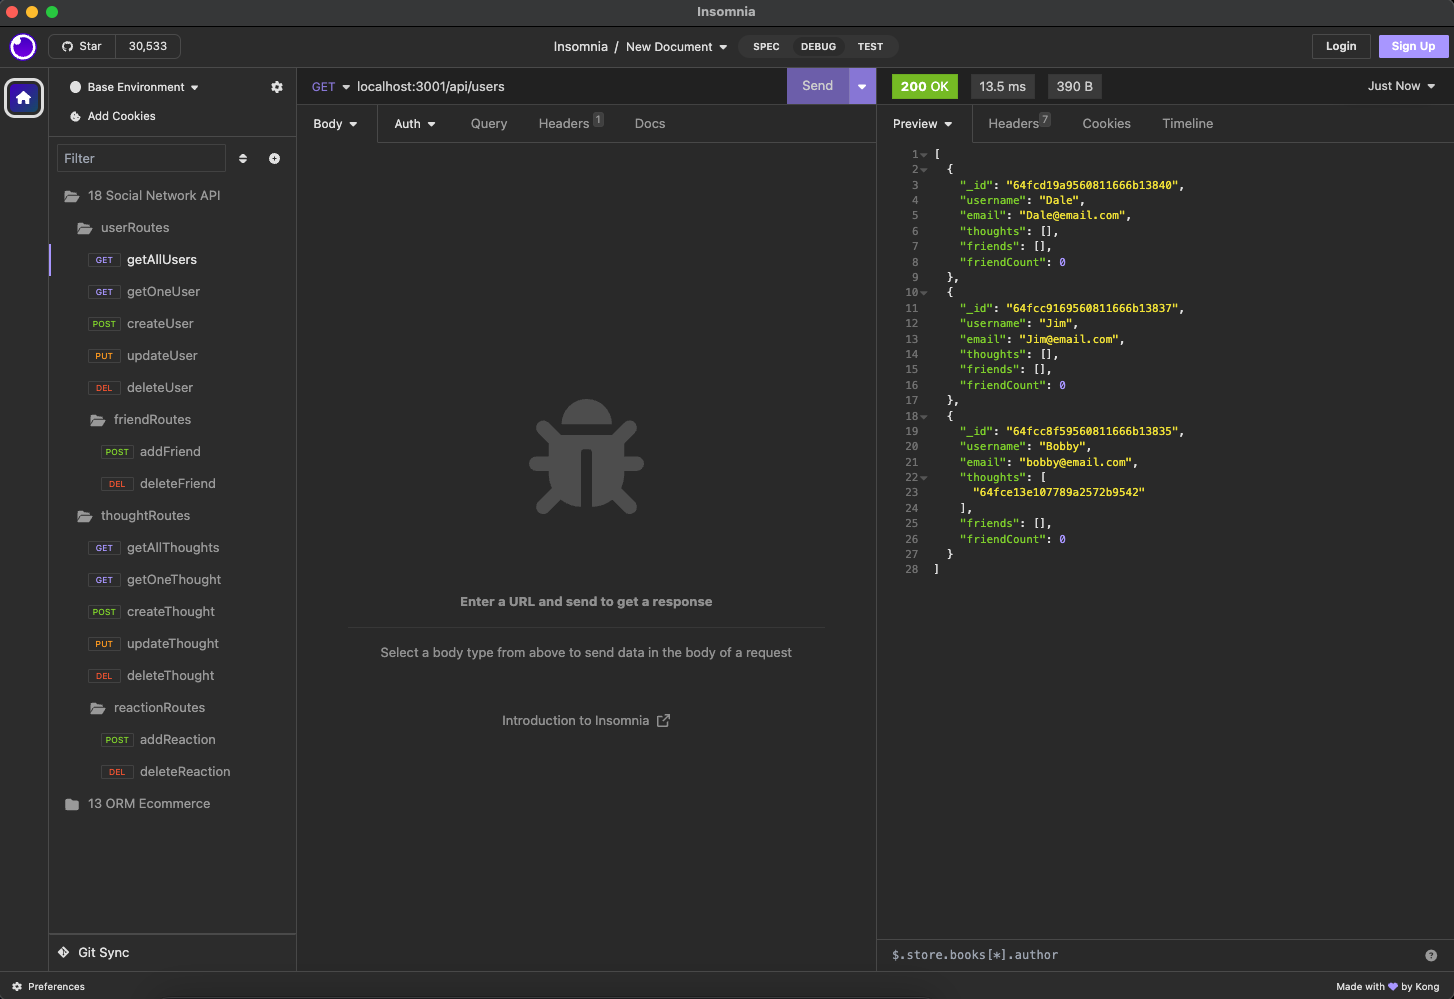 Insomnia
Star 30,533
Insomnia / New Document
SPEC DEBUG TEST
Login Sign Up
Base Environment
Add Cookies
Filter
18 Social Network API
userRoutes
GET getAllUsers
GET getOneUser
POST createUser
PUT updateUser
DEL deleteUser
friendRoutes
POST addFriend
DEL deleteFriend
thoughtRoutes
GET getAllThoughts
GET getOneThought
POST createThought
PUT updateThought
DEL deleteThought
reactionRoutes
POST addReaction
DEL deleteReaction
13 ORM Ecommerce
Git Sync
GET localhost:3001/api/users Send
Body Auth Query Headers 1 Docs
Enter a URL and send to get a response
Select a body type from above to send data in the body of a request
Introduction to Insomnia
200 OK 13.5 ms 390 B Just Now
Preview Headers 7 Cookies Timeline
1 [
2 {
3 "_id": "64fcd19a9560811666b13840",
4 "username": "Dale",
5 "email": "Dale@email.com",
6 "thoughts": [],
7 "friends": [],
8 "friendCount": 0
9 },
10 {
11 "_id": "64fcc9169560811666b13837",
12 "username": "Jim",
13 "email": "Jim@email.com",
14 "thoughts": [],
15 "friends": [],
16 "friendCount": 0
17 },
18 {
19 "_id": "64fcc8f59560811666b13835",
20 "username": "Bobby",
21 "email": "bobby@email.com",
22 "thoughts": [
23 "64fce13e107789a2572b9542"
24 ],
25 "friends": [],
26 "friendCount": 0
27 }
28 ]
$.store.books[*].author
Preferences
Made with 💜 by Kong